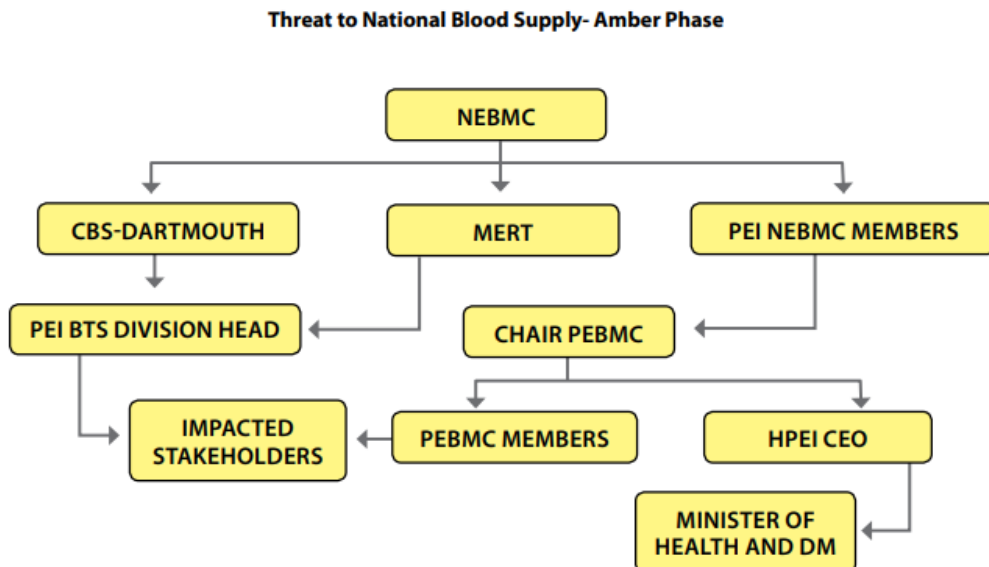 Threat to National Blood Supply- Amber Phase
NEBMC
CBS-DARTMOUTH
MERT
PEI NEBMC MEMBERS
PEI BTS DIVISION HEAD
CHAIR PEBMC
IMPACTED
STAKEHOLDERS
PEBMC MEMBERS
HPEI CEO
MINISTER OF
HEALTH AND DM